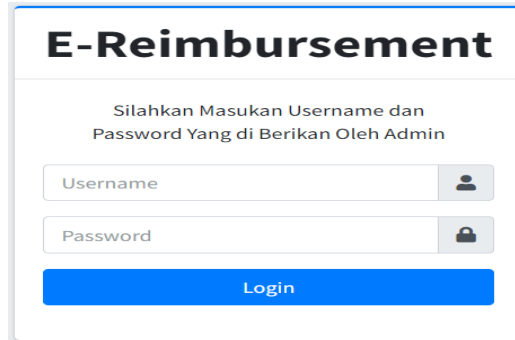 E-Reimbursement
Silahkan Masukan Username dan
Password Yang di Berikan Oleh Admin
Username
Password
Login